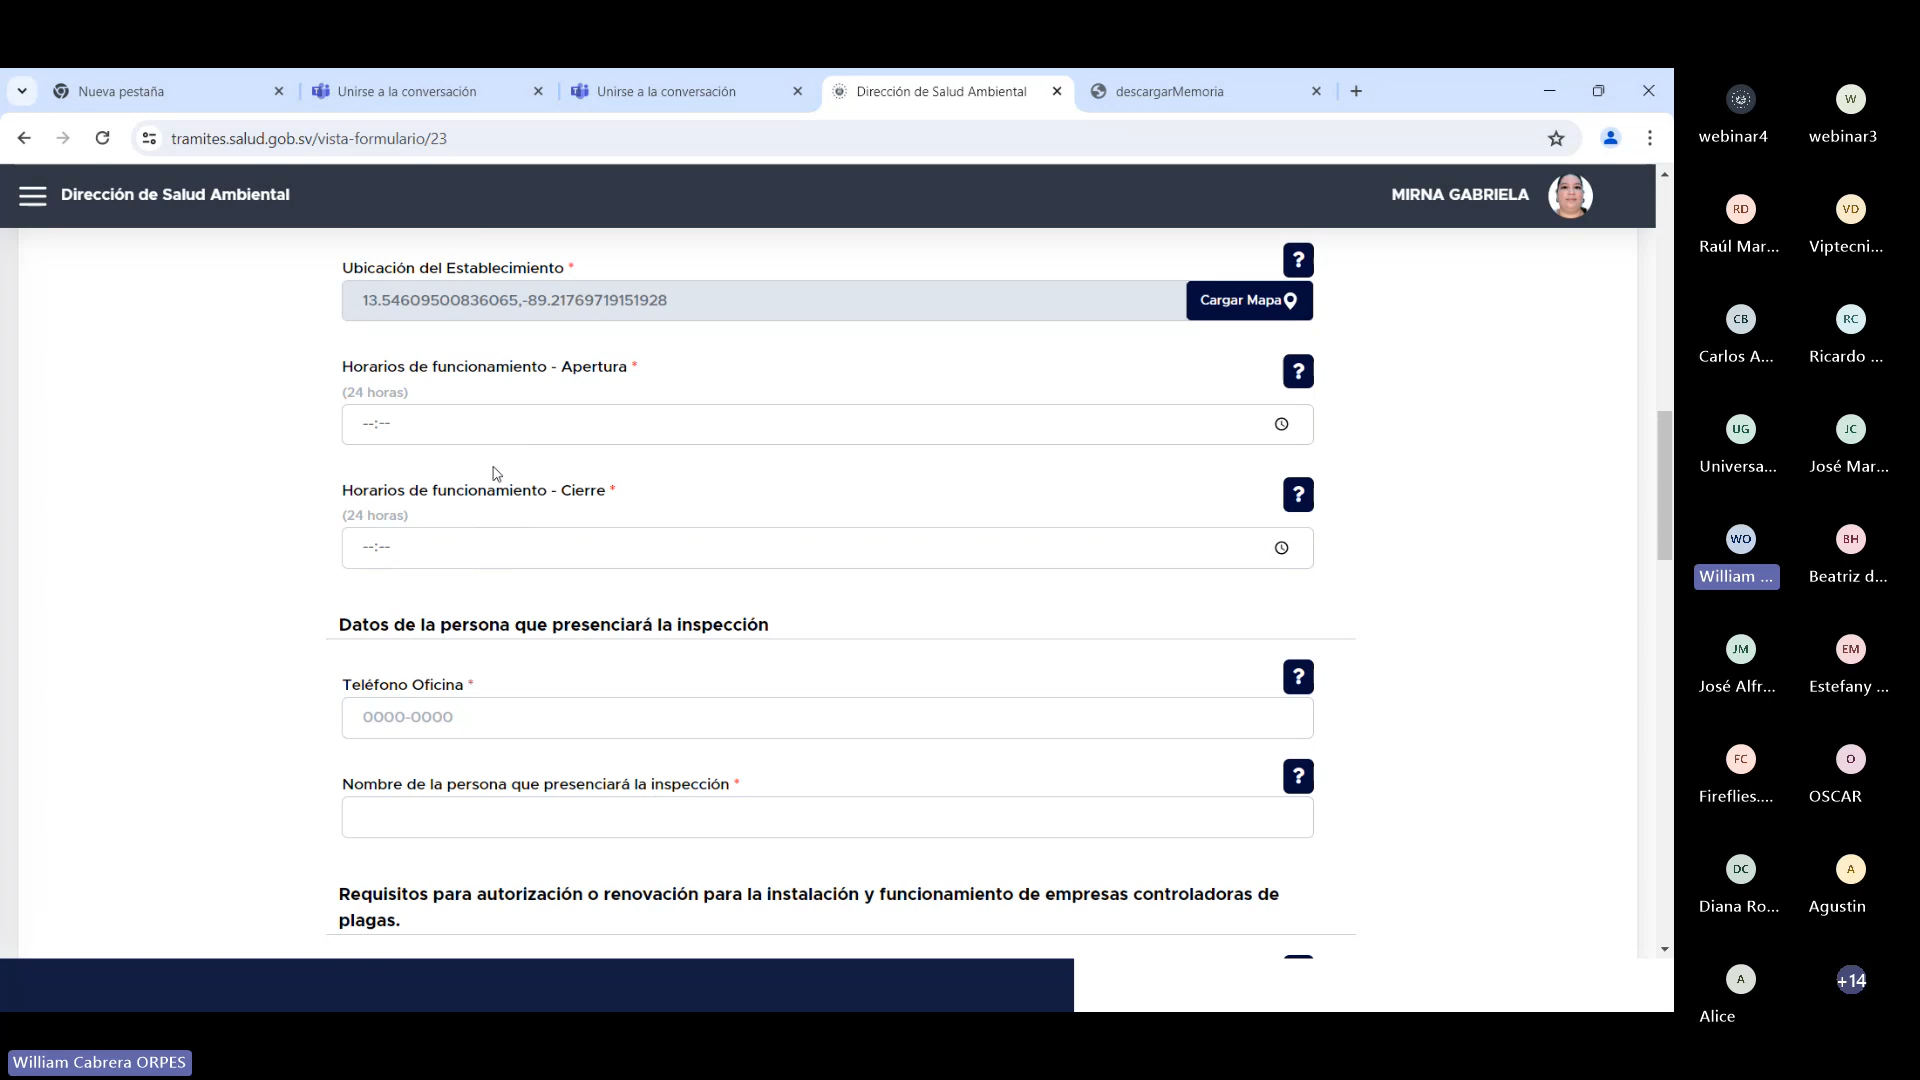 Nueva pestaña
Unirse a la conversación
Unirse a la conversación
Dirección de Salud Ambiental
descargarMemoria
tramites.salud.gob.sv/vista-formulario/23
Dirección de Salud Ambiental
MIRNA GABRIELA
Ubicación del Establecimiento *
?
13.54609500836065,-89.21769719151928
Cargar Mapa
Horarios de funcionamiento - Apertura *
?
(24 horas)
--:--
Horarios de funcionamiento - Cierre *
?
(24 horas)
--:--
Datos de la persona que presenciará la inspección
Teléfono Oficina *
?
0000-0000
Nombre de la persona que presenciará la inspección *
?
Requisitos para autorización o renovación para la instalación y funcionamiento de empresas controladoras de
plagas.
webinar4
W
webinar3
RD
Raúl Mar...
VD
Viptecni...
CB
Carlos A...
RC
Ricardo ...
UG
Universa...
JC
José Mar...
WO
William ...
BH
Beatriz d...
JM
José Alfr...
EM
Estefany ...
FC
Fireflies....
O
OSCAR
DC
Diana Ro...
A
Agustin
A
Alice
+14
William Cabrera ORPES